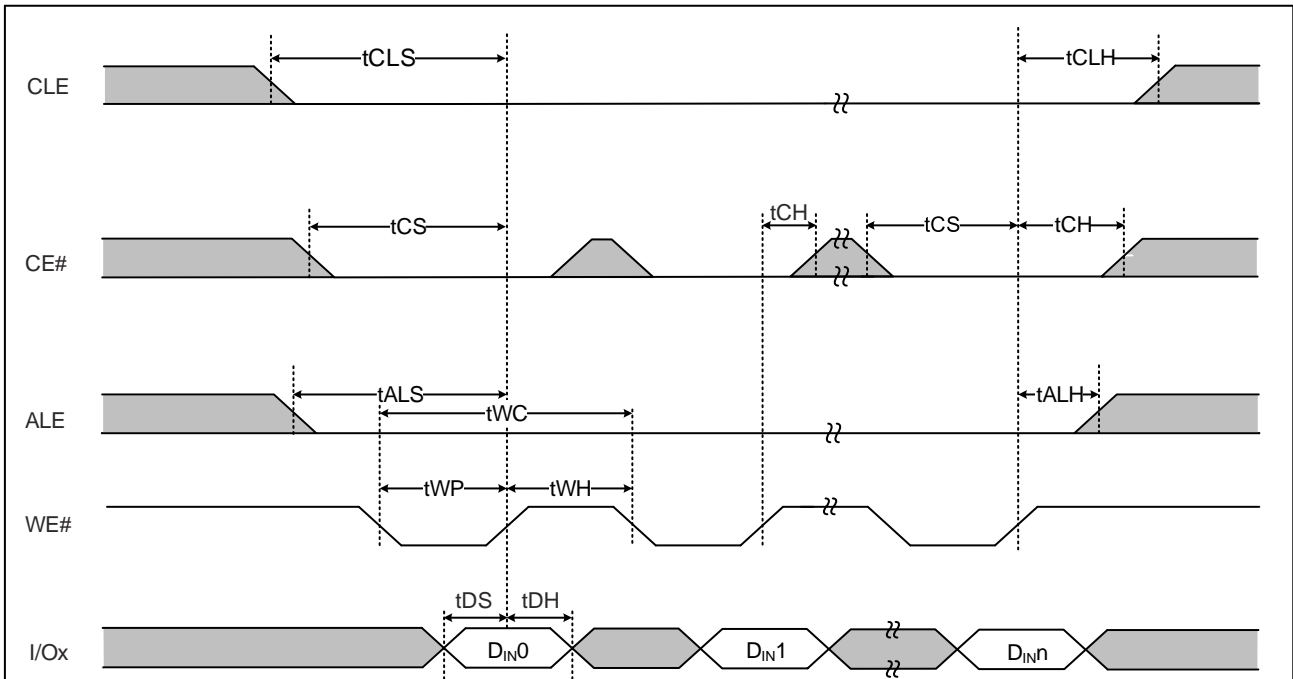 tCLS
tCLH
CLE
tCS
tCH
tCS
tCH
CE#
tALS
tALH
tWC
ALE
tWP
tWH
WE#
tDS
tDH
I/Ox
DIN0
DIN1
DINn